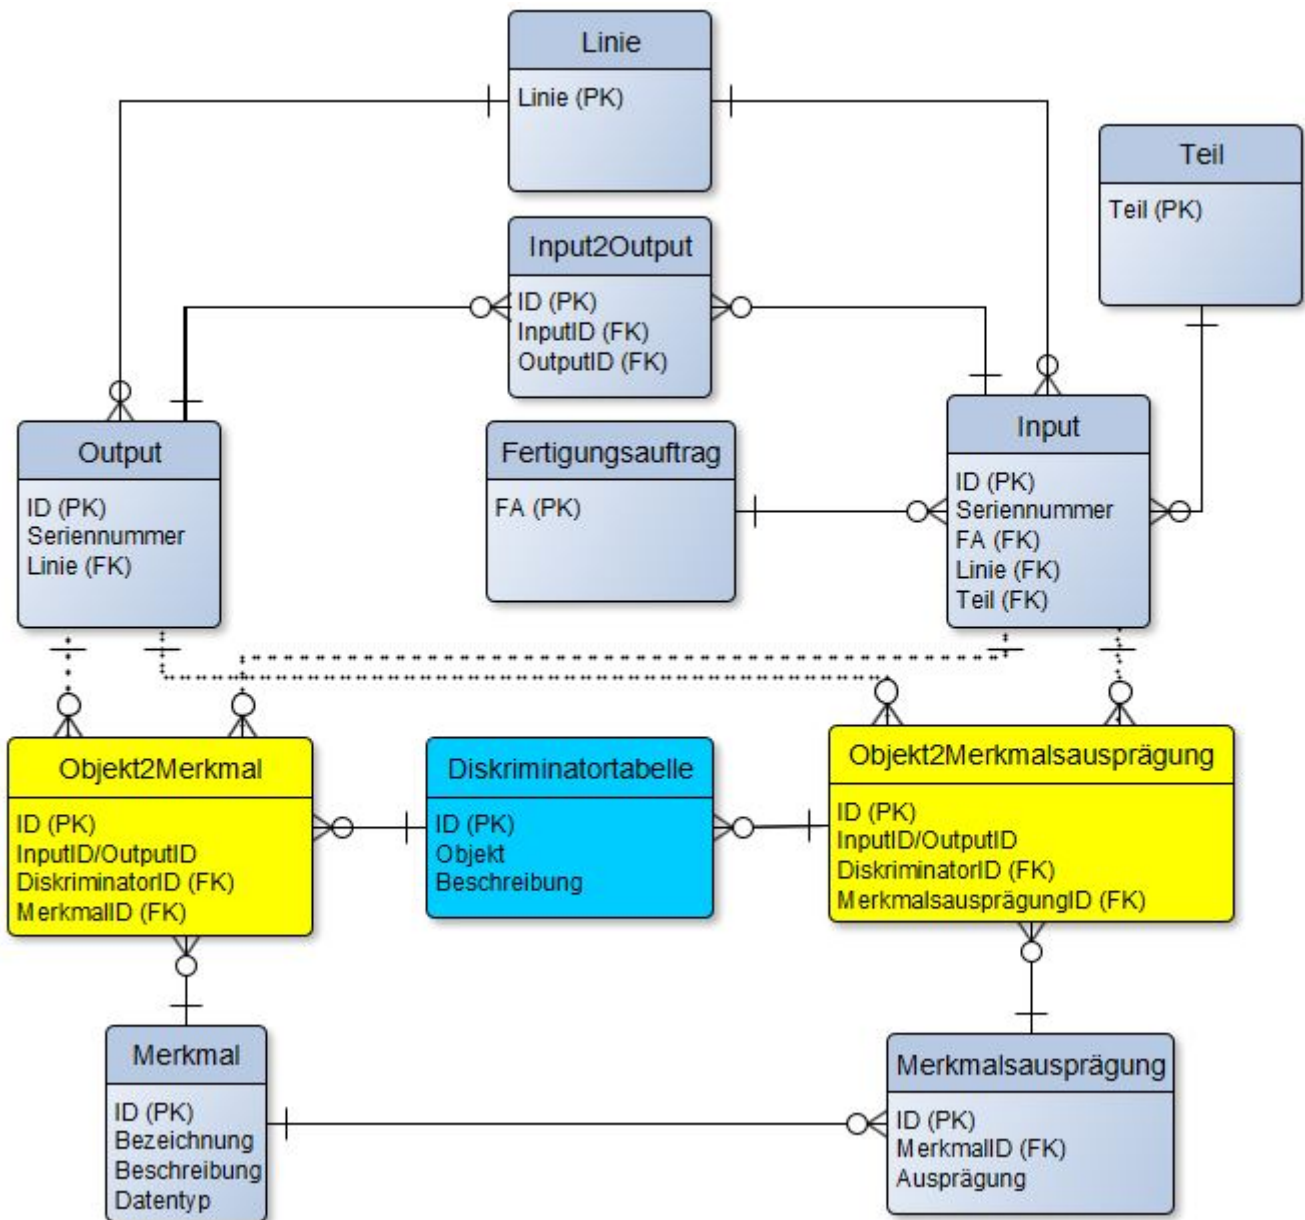 Linie
Linie (PK)
Teil
Teil (PK)
Input2Output
ID (PK)
InputID (FK)
OutputID (FK)
Output
ID (PK)
Seriennummer
Linie (FK)
Fertigungsauftrag
FA (PK)
Input
ID (PK)
Seriennummer
FA (FK)
Linie (FK)
Teil (FK)
Objekt2Merkmal
ID (PK)
InputID/OutputID
DiskriminatorID (FK)
MerkmalID (FK)
Diskriminatortabelle
ID (PK)
Objekt
Beschreibung
Objekt2Merkmalsausprägung
ID (PK)
InputID/OutputID
DiskriminatorID (FK)
MerkmalsausprägungID (FK)
Merkmal
ID (PK)
Bezeichnung
Beschreibung
Datentyp
Merkmalsausprägung
ID (PK)
MerkmalID (FK)
Ausprägung